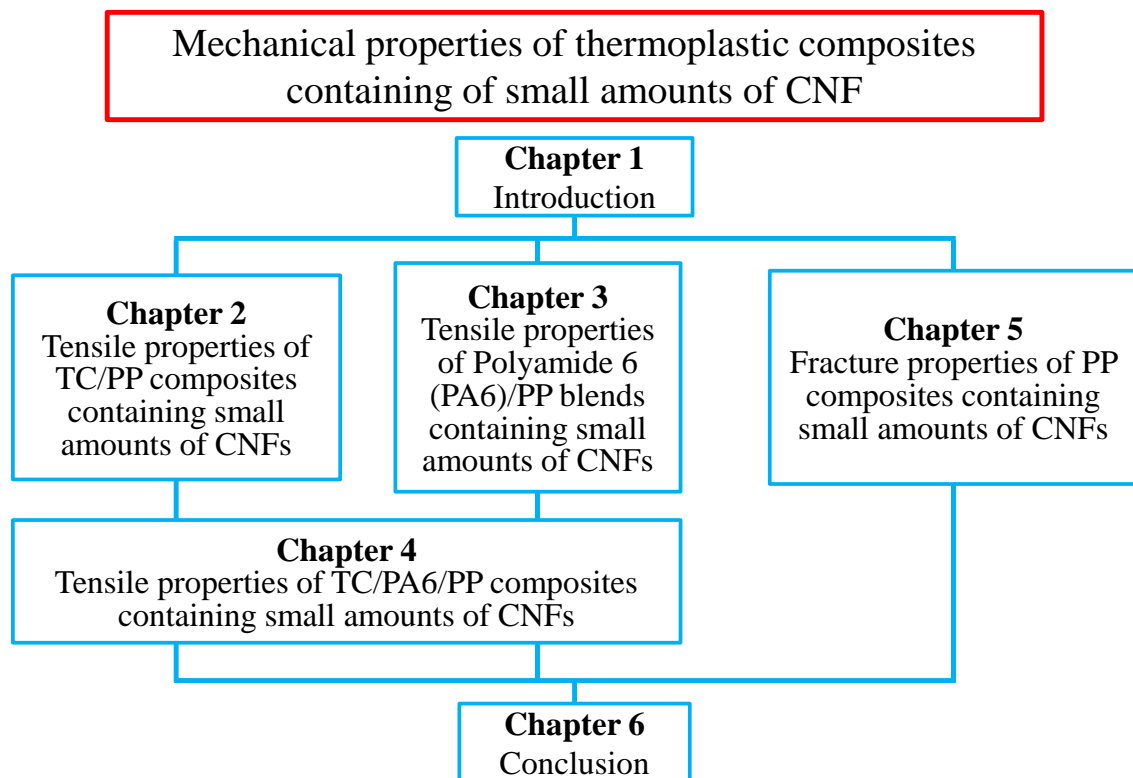 Mechanical properties of thermoplastic composites
containing of small amounts of CNF
Chapter 1
Introduction
Chapter 2
Tensile properties of
TC/PP composites
containing small
amounts of CNFs
Chapter 3
Tensile properties
of Polyamide 6
(PA6)/PP blends
containing small
amounts of CNFs
Chapter 5
Fracture properties of PP
composites containing
small amounts of CNFs
Chapter 4
Tensile properties of TC/PA6/PP composites
containing small amounts of CNFs
Chapter 6
Conclusion